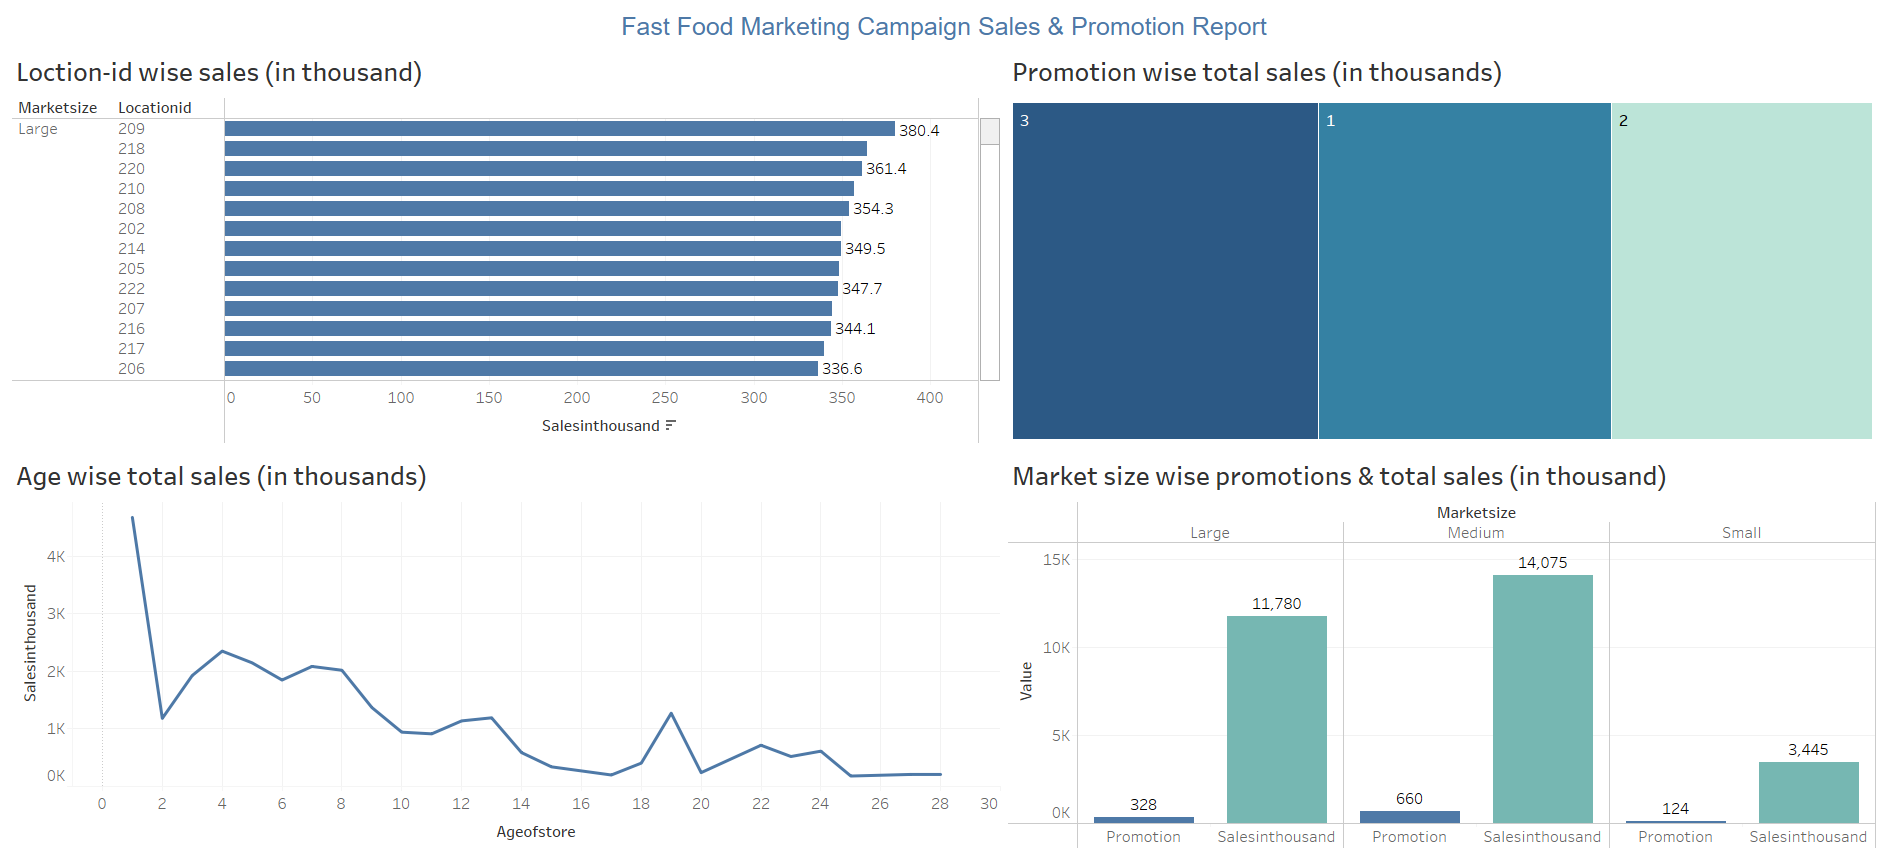 Fast Food Marketing Campaign Sales & Promotion Report
Loction-id wise sales (in thousand)
Marketsize Locationid
Large 209 380.4
218
220 361.4
210
208 354.3
202
214 349.5
205
222 347.7
207
216 344.1
217
206 336.6
0 50 100 150 200 250 300 350 400
Salesinthousand
Promotion wise total sales (in thousands)
3 1 2
Age wise total sales (in thousands)
Salesinthousand
4K
3K
2K
1K
0K
0 2 4 6 8 10 12 14 16 18 20 22 24 26 28 30
Ageofstore
Market size wise promotions & total sales (in thousand)
Marketsize
Large Medium Small
Value
15K
10K
5K
0K
328 11,780 660 14,075 124 3,445
Promotion Salesinthousand Promotion Salesinthousand Promotion Salesinthousand